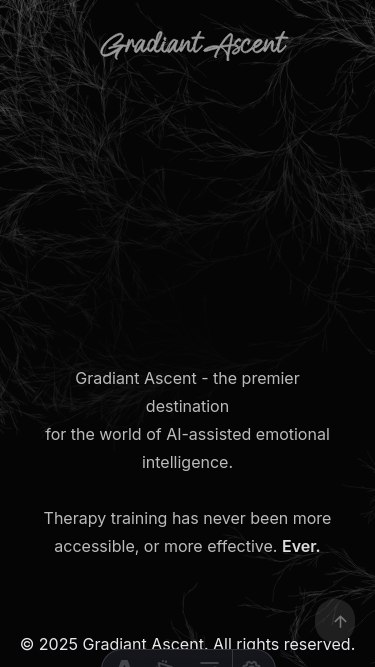 Gradiant Ascent
Gradiant Ascent - the premier
destination
for the world of AI-assisted emotional
intelligence.
Therapy training has never been more
accessible, or more effective. Ever.
© 2025 Gradiant Ascent. All rights reserved.